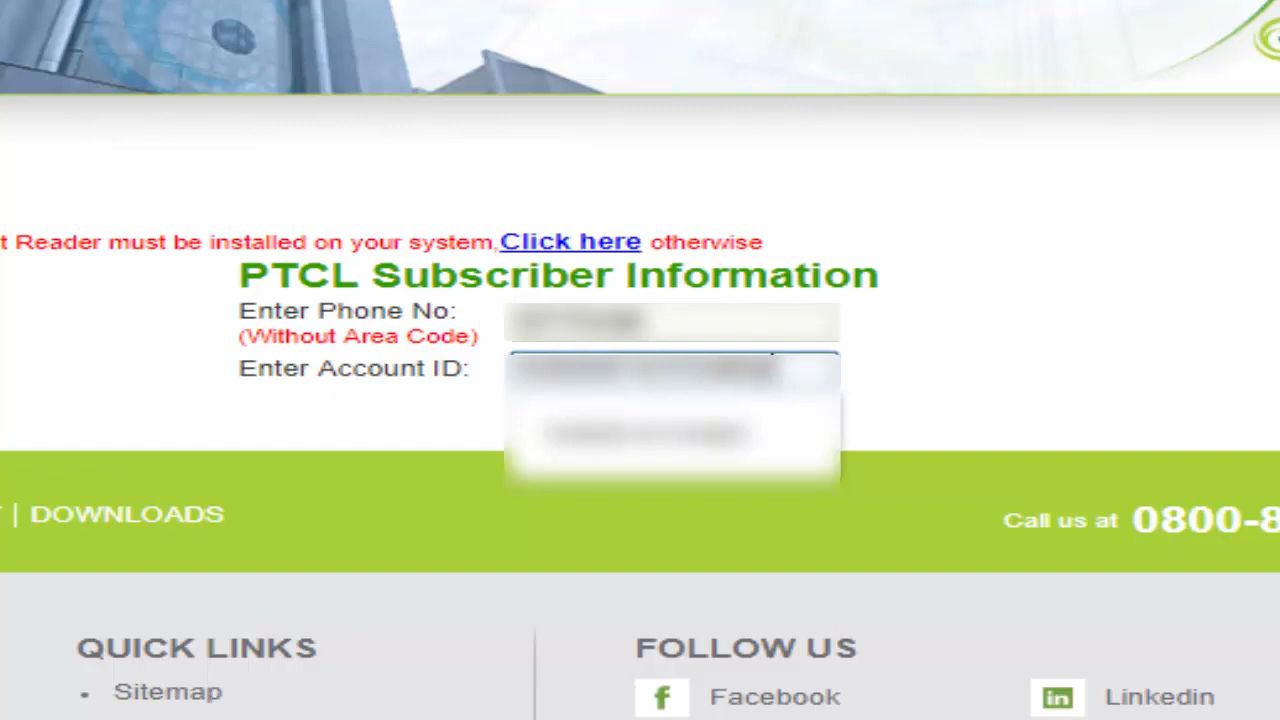 t Reader must be installed on your system,Click here otherwise
PTCL Subscriber Information
Enter Phone No:
(Without Area Code)
Enter Account ID:
| DOWNLOADS
Call us at 0800-8
QUICK LINKS
FOLLOW US
• Sitemap
Facebook
Linkedin